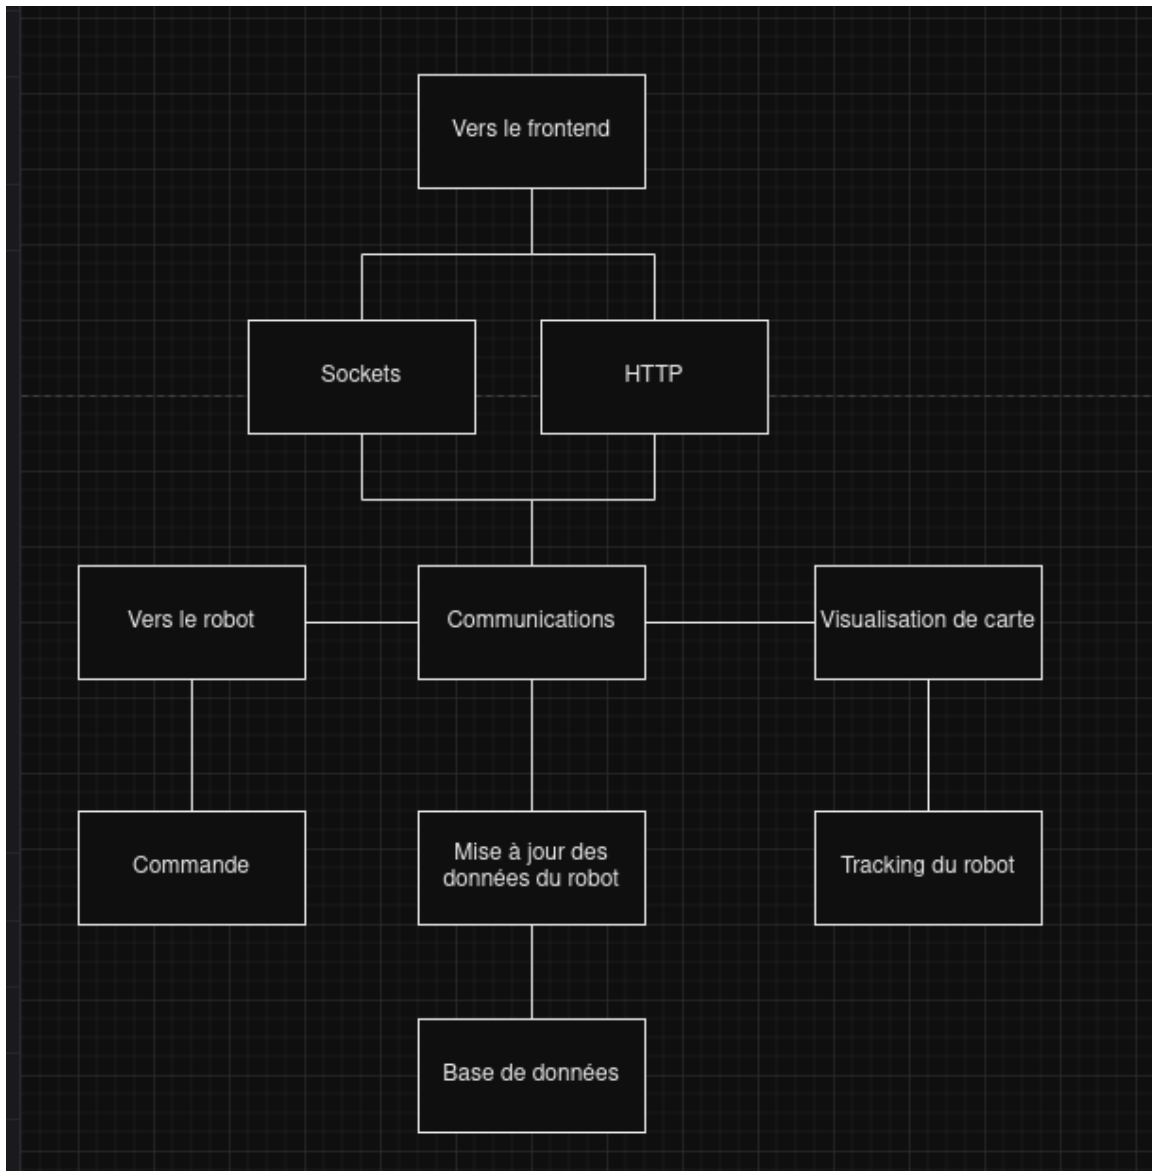 Vers le frontend
Sockets
HTTP
Vers le robot
Communications
Visualisation de carte
Commande
Mise à jour des
données du robot
Tracking du robot
Base de données